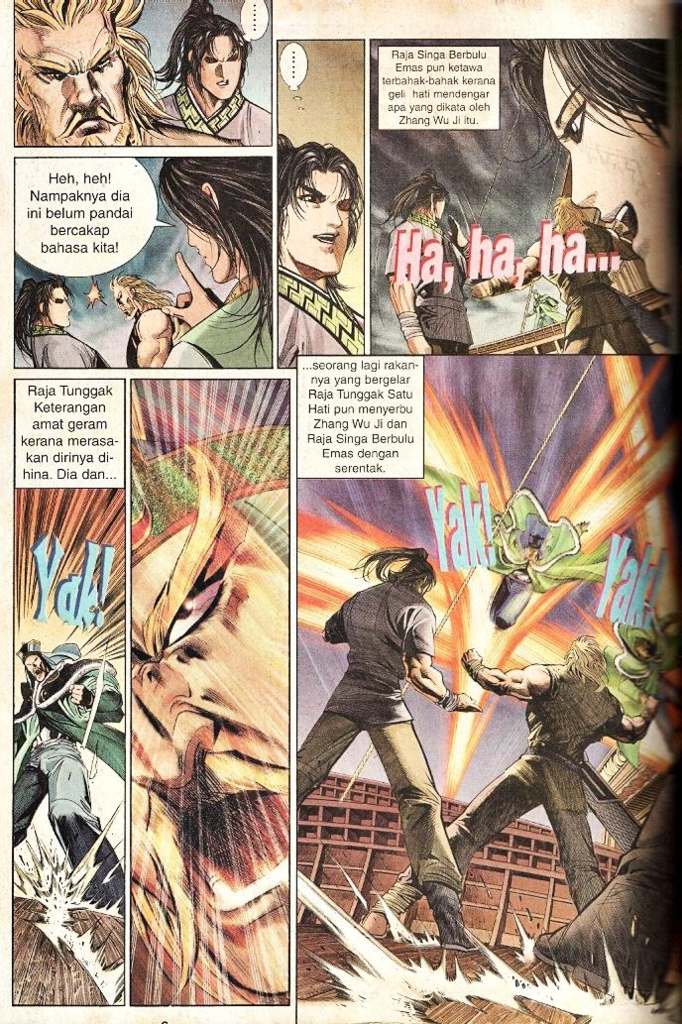 ......
......
Raja Singa Berbulu
Emas pun ketawa
terbahak-bahak kerana
geli hati mendengar
apa yang dikata oleh
Zhang Wu Ji itu.
Ha, ha, ha...
Heh, heh!
Nampaknya dia
ini belum pandai
bercakap
bahasa kita!
Raja Tunggak
Keterangan
amat geram
kerana merasa-
kan dirinya di-
hina. Dia dan...
Yak!
...seorang lagi rakan-
nya yang bergelar
Raja Tunggak Satu
Hati pun menyerbu
Zhang Wu Ji dan
Raja Singa Berbulu
Emas dengan
serentak.
Yak!
Yak!